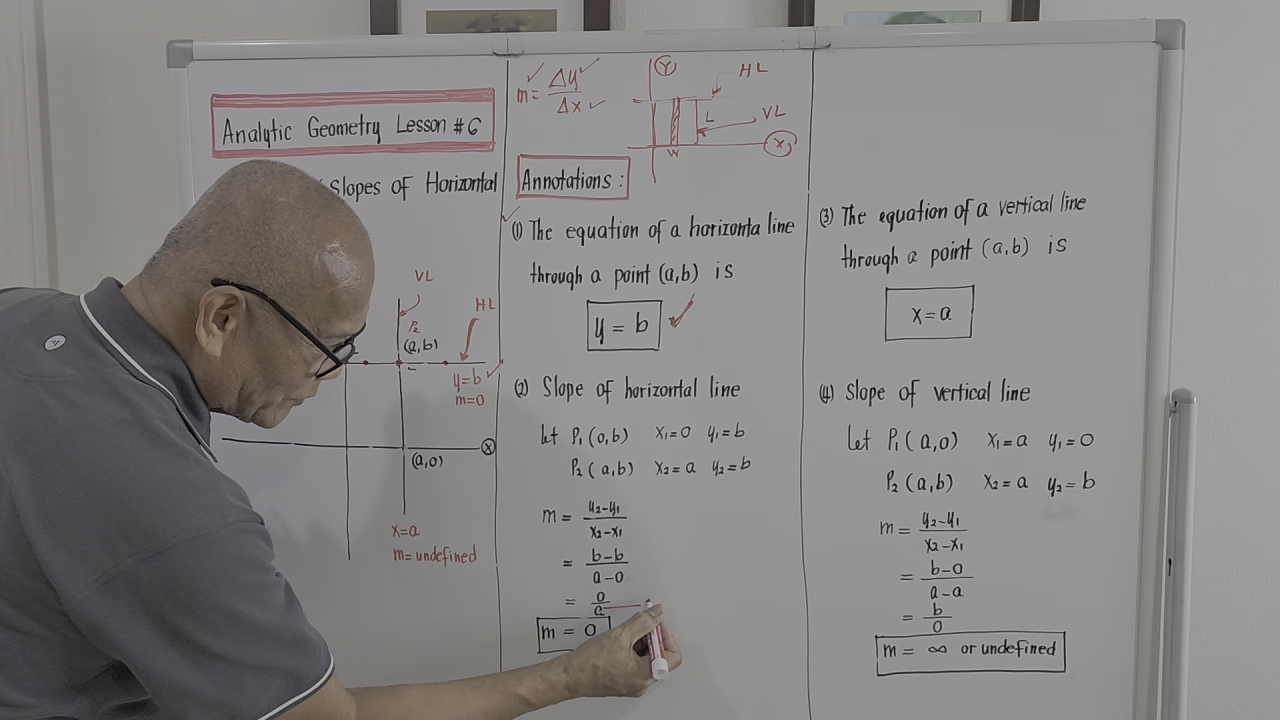 Analytic Geometry Lesson #6
Slopes of Horizontal
VL
HL
P₂
(a,b)
y=b
m=0
X
(a,0)
x=a
m=undefined
m = Δy/Δx
Y
HL
L
VL
W
X
Annotations :
(1) The equation of a horizonta line
through a point (a,b) is
y = b
(2) Slope of horizontal line
let P₁(0,b) x₁=0 y₁=b
P₂(a,b) x₂=a y₂=b
m = y₂-y₁/x₂-x₁
= b-b/a-0
= 0/a
m = 0
(3) The equation of a vertical line
through a point (a,b) is
x=a
(4) Slope of vertical line
let P₁(a,0) x₁=a y₁=0
P₂(a,b) x₂=a y₂=b
m = y₂-y₁/x₂-x₁
= b-0/a-a
= b/0
m = ∞ or undefined